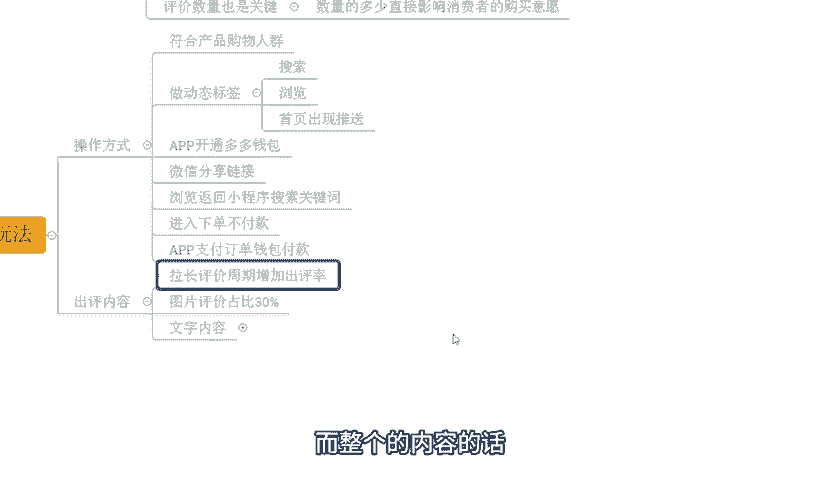 评价数量也是关键 数量的多少直接影响消费者的购买意愿
符合产品购物人群
搜索
做动态标签 浏览
首页出现推送
操作方式 APP开通多多钱包
微信分享链接
浏览返回小程序搜索关键词
进入下单不付款
玩法
APP支付订单钱包付款
拉长评价周期增加出评率
出评内容 图片评价占比30%
文字内容
而整个的内容的话